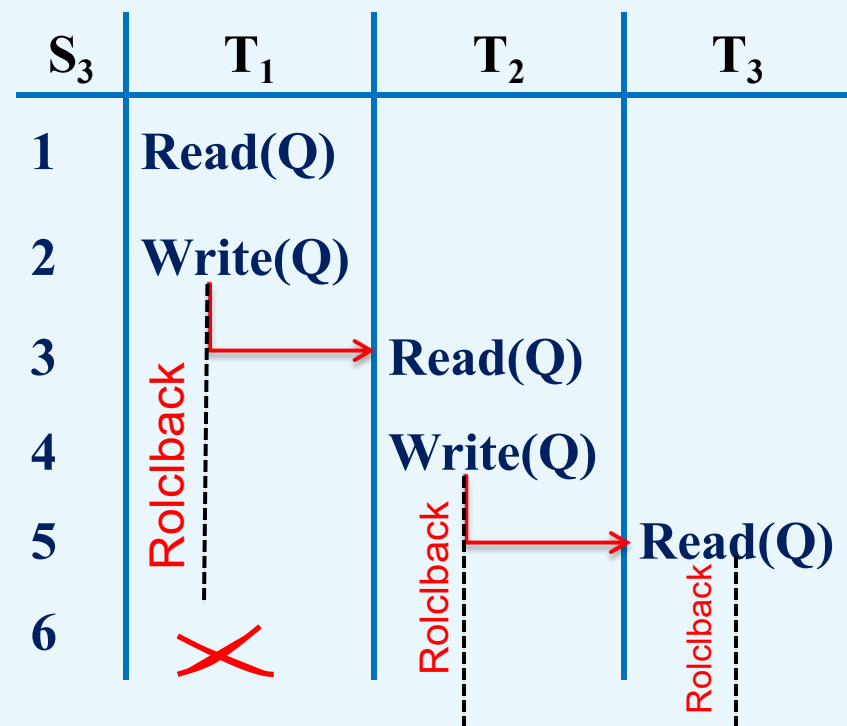 S₃ T₁ T₂ T₃
1 Read(Q)
2 Write(Q)
3 Read(Q)
4 Write(Q)
5 Read(Q)
6
Rolclback
Rolclback
Rolclback